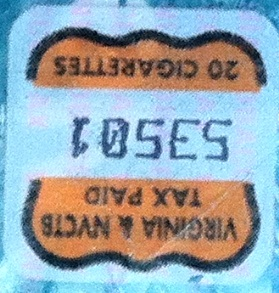 VIRGINIA & NVCTB
TAX PAID
53501
20 CIGARETTES